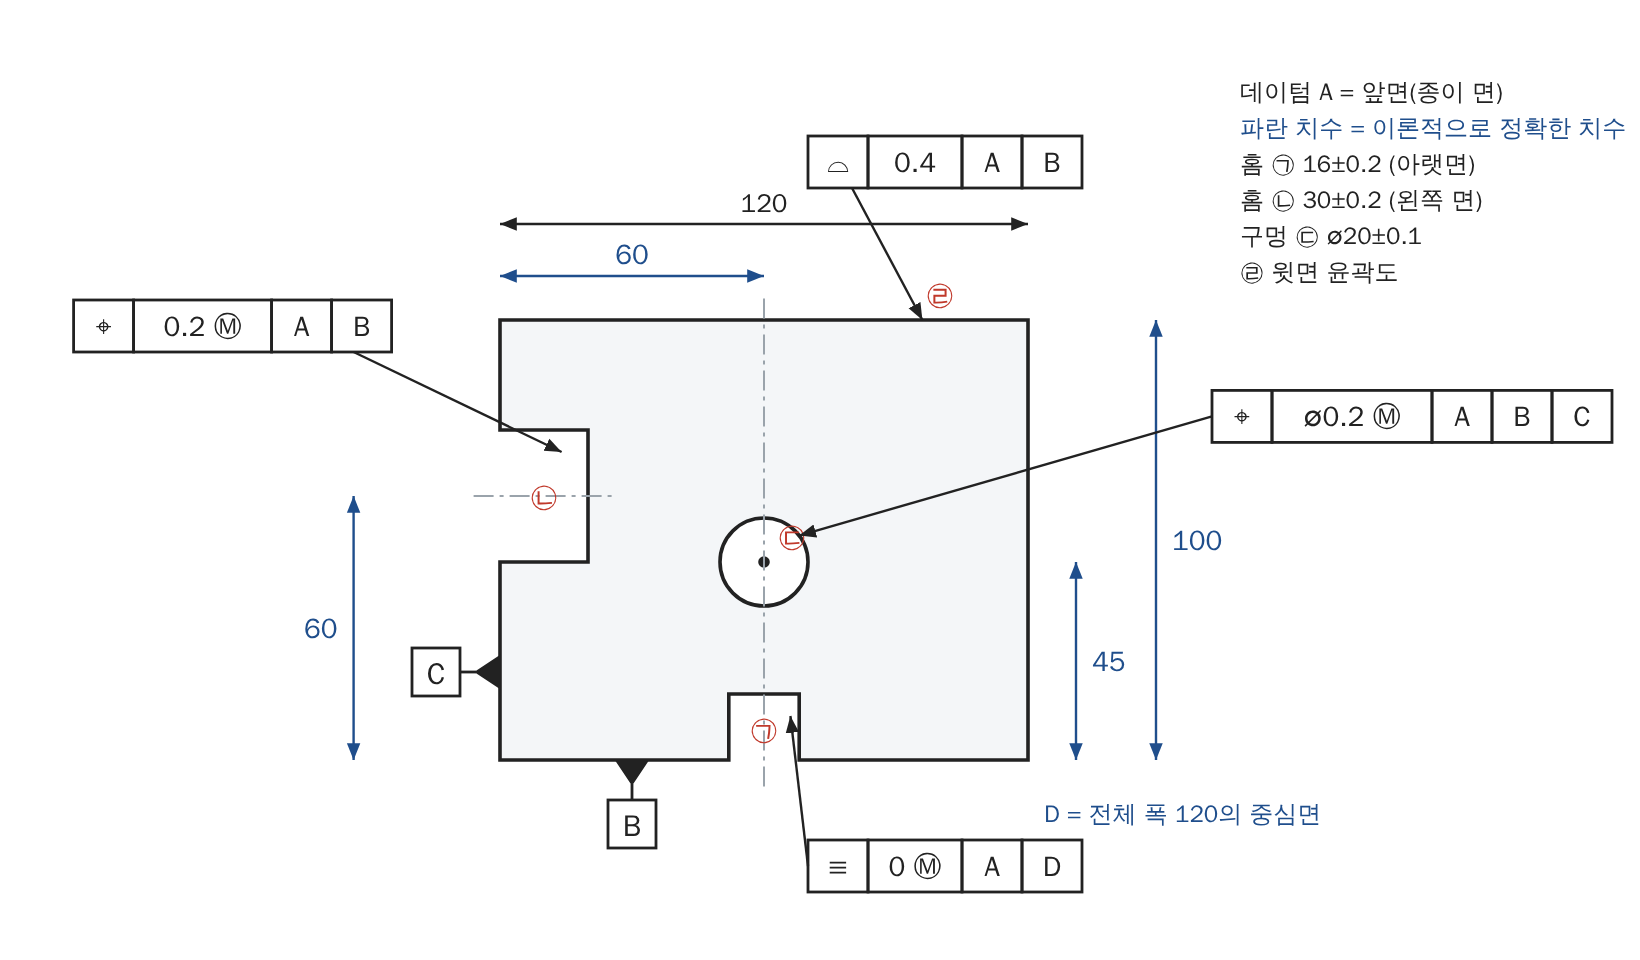 데이텀 A = 앞면(종이 면)
파란 치수 = 이론적으로 정확한 치수
홈 ㉠ 16±0.2 (아랫면)
홈 ㉡ 30±0.2 (왼쪽 면)
구멍 ㉢ ⌀20±0.1
㉣ 윗면 윤곽도
⌓ 0.4 A B
120
60
㉣
⌖ 0.2 Ⓜ A B
⌖ ⌀0.2 Ⓜ A B C
㉡
㉢
100
60
45
C
㉠
B
D = 전체 폭 120의 중심면
⌯ 0 Ⓜ A D